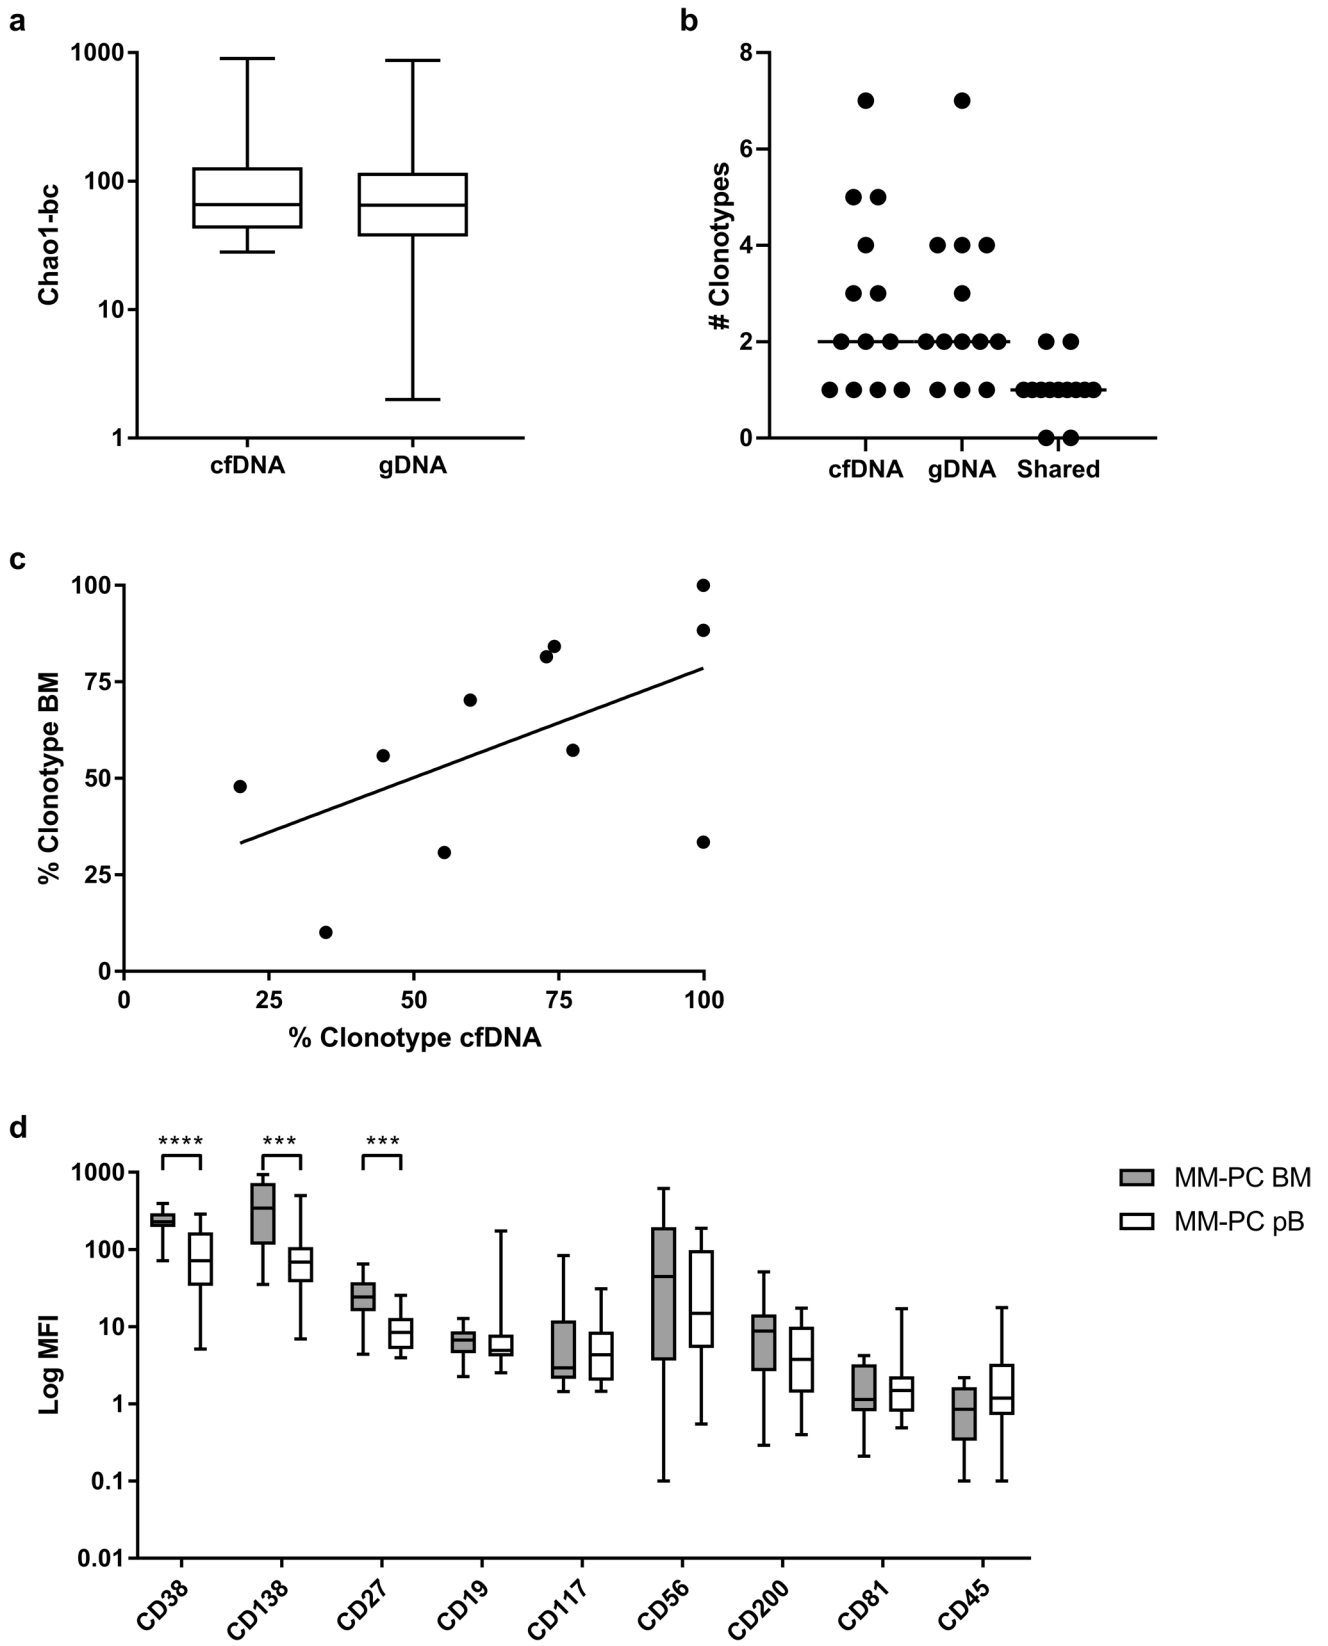 a
Chao1-bc
1000
100
10
1
cfDNA
gDNA
b
# Clonotypes
8
6
4
2
0
cfDNA
gDNA
Shared
c
% Clonotype BM
100
75
50
25
0
0
25
50
75
100
% Clonotype cfDNA
d
**** *** ***
Log MFI
1000
100
10
1
0.1
0.01
CD38
CD138
CD27
CD19
CD117
CD56
CD200
CD81
CD45
MM-PC BM
MM-PC pB